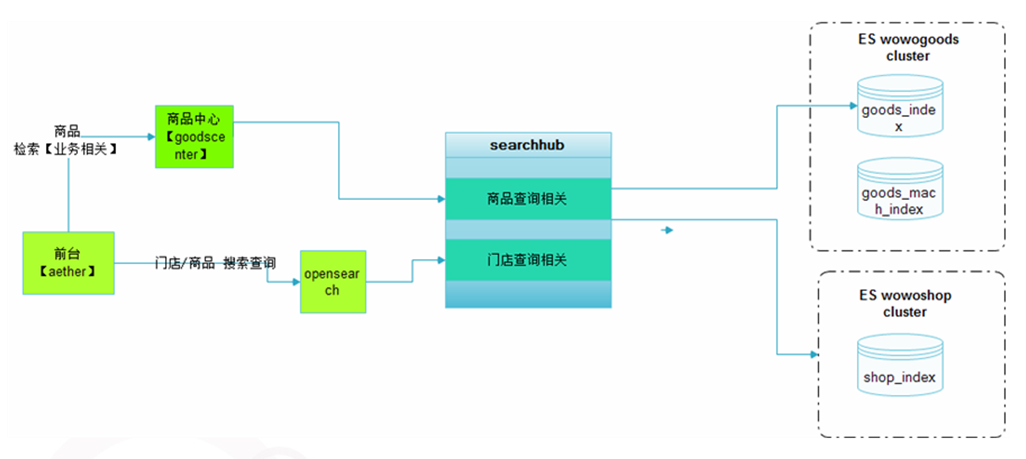 商品
检索【业务相关】
商品中心
【goodsce
nter】
前台
【aether】
门店/商品 搜索查询
opensear
ch
searchhub
商品查询相关
门店查询相关
ES wowogoods
cluster
goods_inde
x
goods_mac
h_index
ES wowoshop
cluster
shop_index